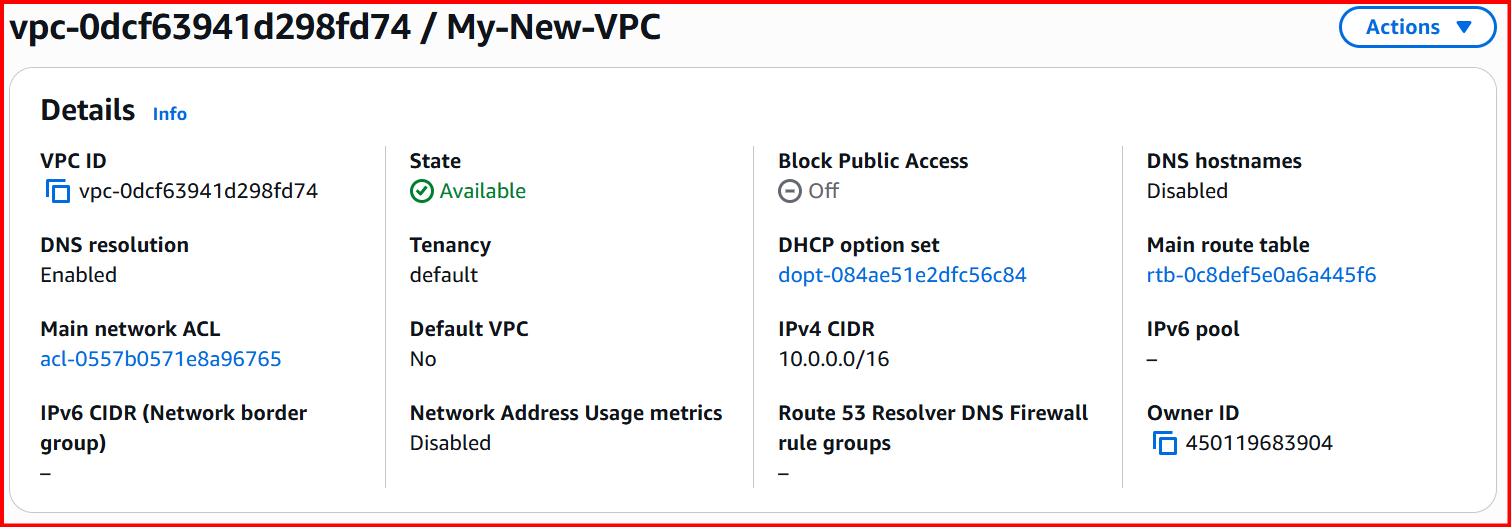 vpc-0dcf63941d298fd74 / My-New-VPC
Actions
Details Info
VPC ID
vpc-0dcf63941d298fd74
State
Available
Block Public Access
Off
DNS hostnames
Disabled
DNS resolution
Enabled
Tenancy
default
DHCP option set
dopt-084ae51e2dfc56c84
Main route table
rtb-0c8def5e0a6a445f6
Main network ACL
acl-0557b0571e8a96765
Default VPC
No
IPv4 CIDR
10.0.0.0/16
IPv6 pool
–
IPv6 CIDR (Network border
group)
–
Network Address Usage metrics
Disabled
Route 53 Resolver DNS Firewall
rule groups
–
Owner ID
450119683904